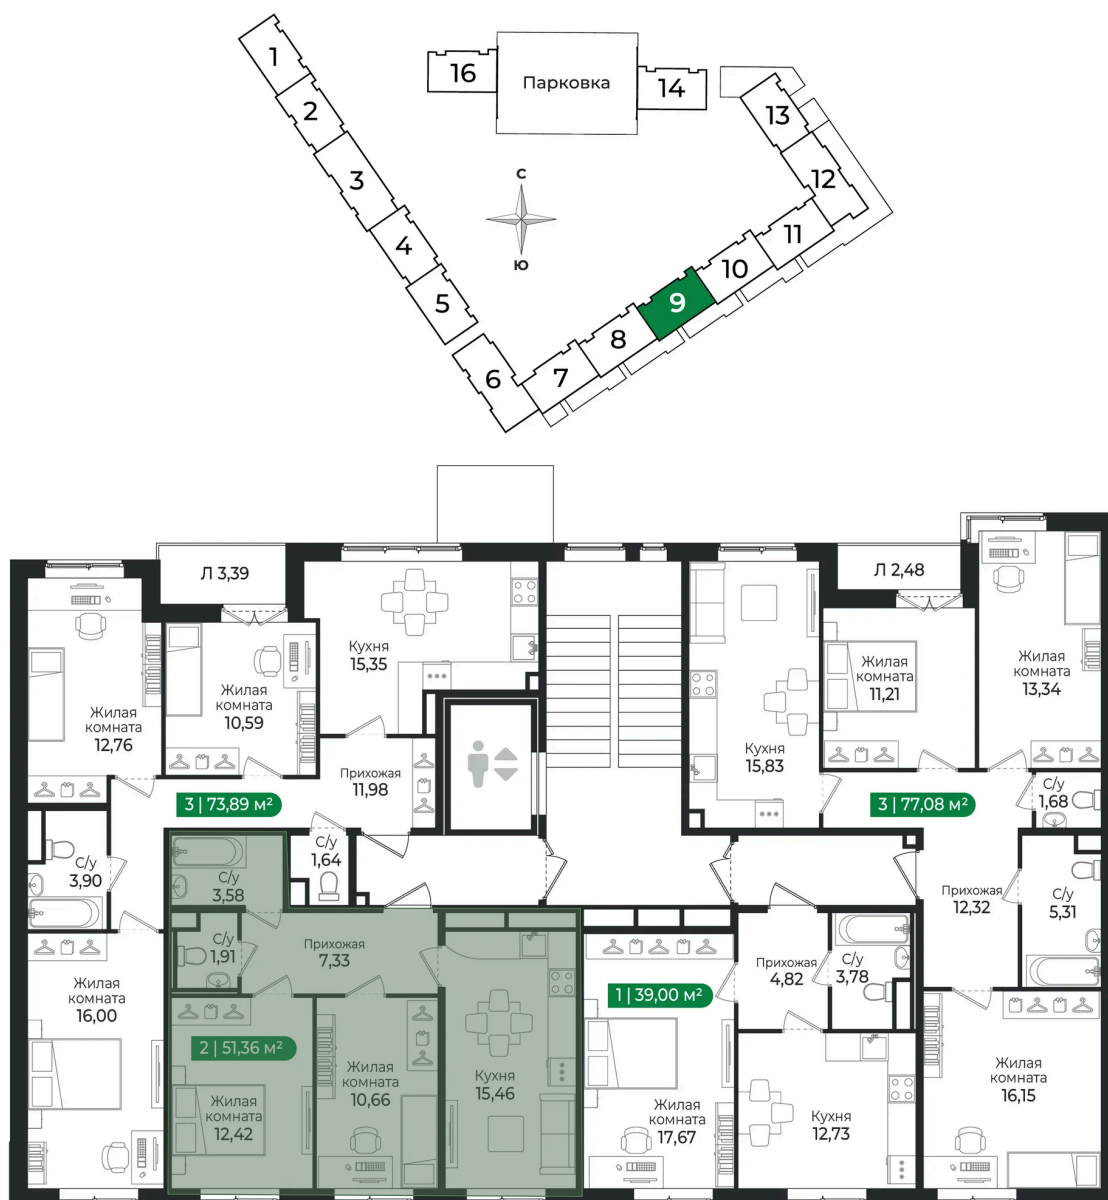 1
2
3
4
5
6
7
8
9
10
11
12
13
14
16
Парковка
С
Ю
Л 3,39
Л 2,48
Кухня
15,35
Жилая
комната
11,21
Жилая
комната
13,34
Жилая
комната
12,76
Жилая
комната
10,59
Кухня
15,83
Прихожая
11,98
3 | 73,89 м²
3 | 77,08 м²
С/у
1,68
С/у
3,90
С/у
3,58
С/у
1,64
Прихожая
12,32
С/у
5,31
С/у
1,91
Прихожая
7,33
Прихожая
4,82
С/у
3,78
Жилая
комната
16,00
1 | 39,00 м²
2 | 51,36 м²
Жилая
комната
12,42
Жилая
комната
10,66
Кухня
15,46
Жилая
комната
17,67
Кухня
12,73
Жилая
комната
16,15